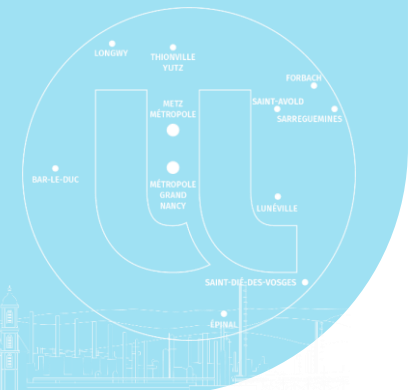 LONGWY
THIONVILLE
YUTZ
FORBACH
SAINT-AVOLD
SARREGUEMINES
METZ
MÉTROPOLE
BAR-LE-DUC
MÉTROPOLE
GRAND
NANCY
LUNÉVILLE
SAINT-DIÉ-DES-VOSGES
ÉPINAL